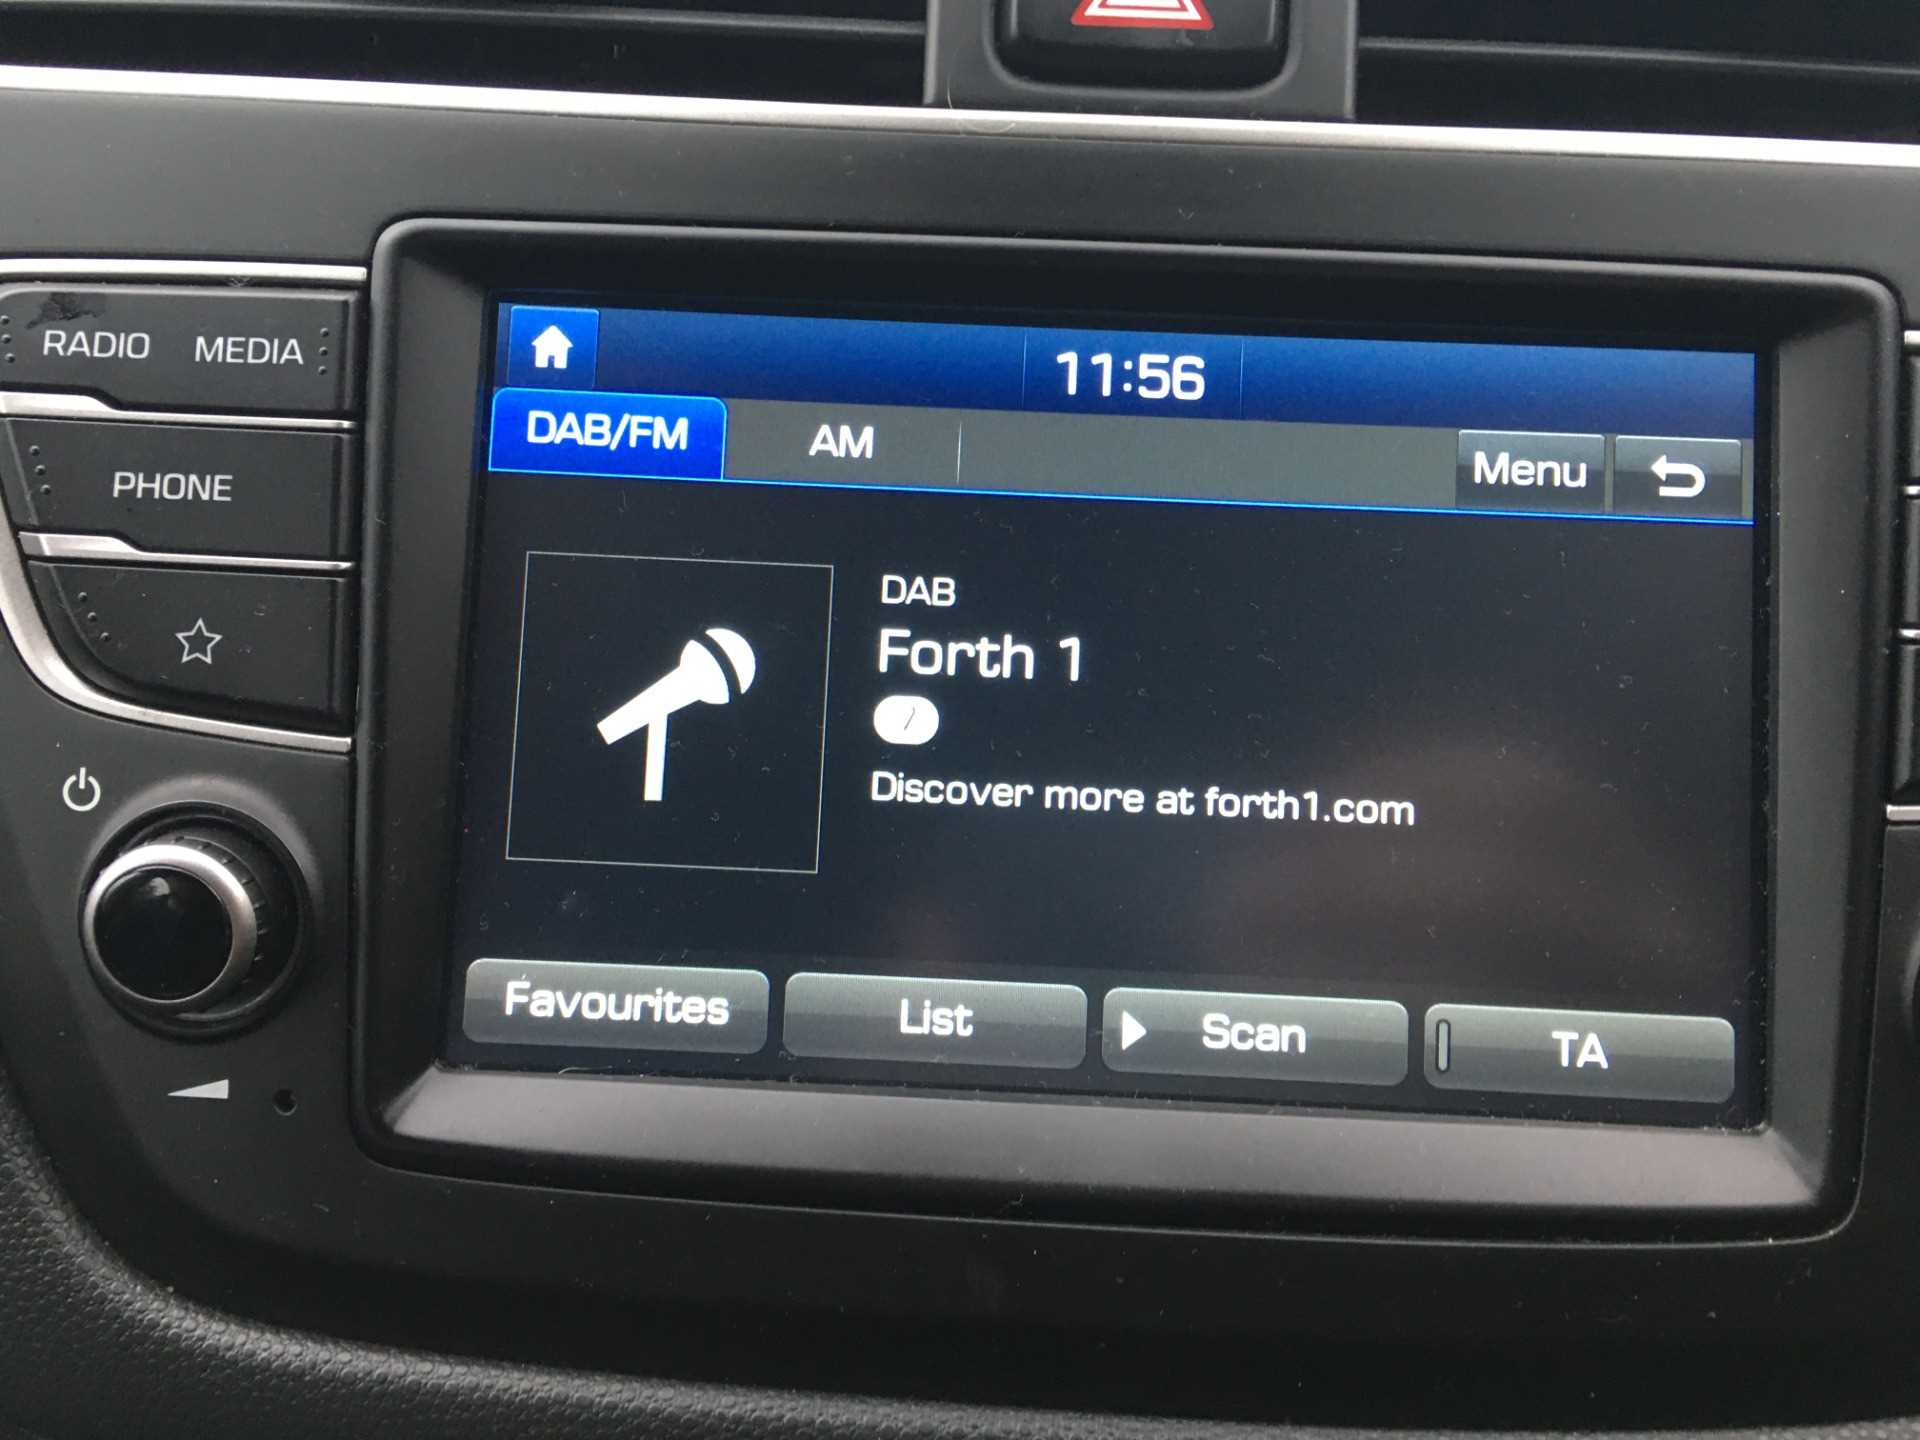 RADIO MEDIA
PHONE
11:56
DAB/FM AM Menu
DAB
Forth 1
7
Discover more at forth1.com
Favourites List Scan TA